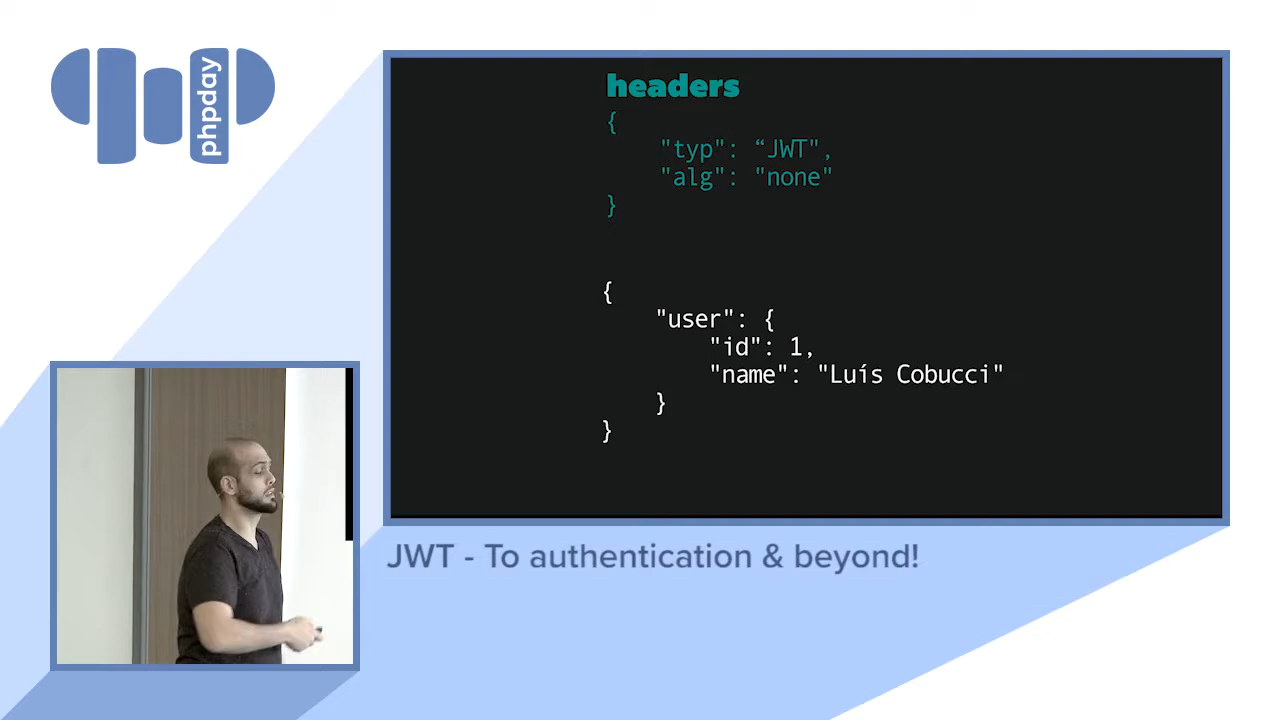 phpday
headers
{
"typ": “JWT",
"alg": "none"
}
{
"user": {
"id": 1,
"name": "Luís Cobucci"
}
}
JWT - To authentication & beyond!